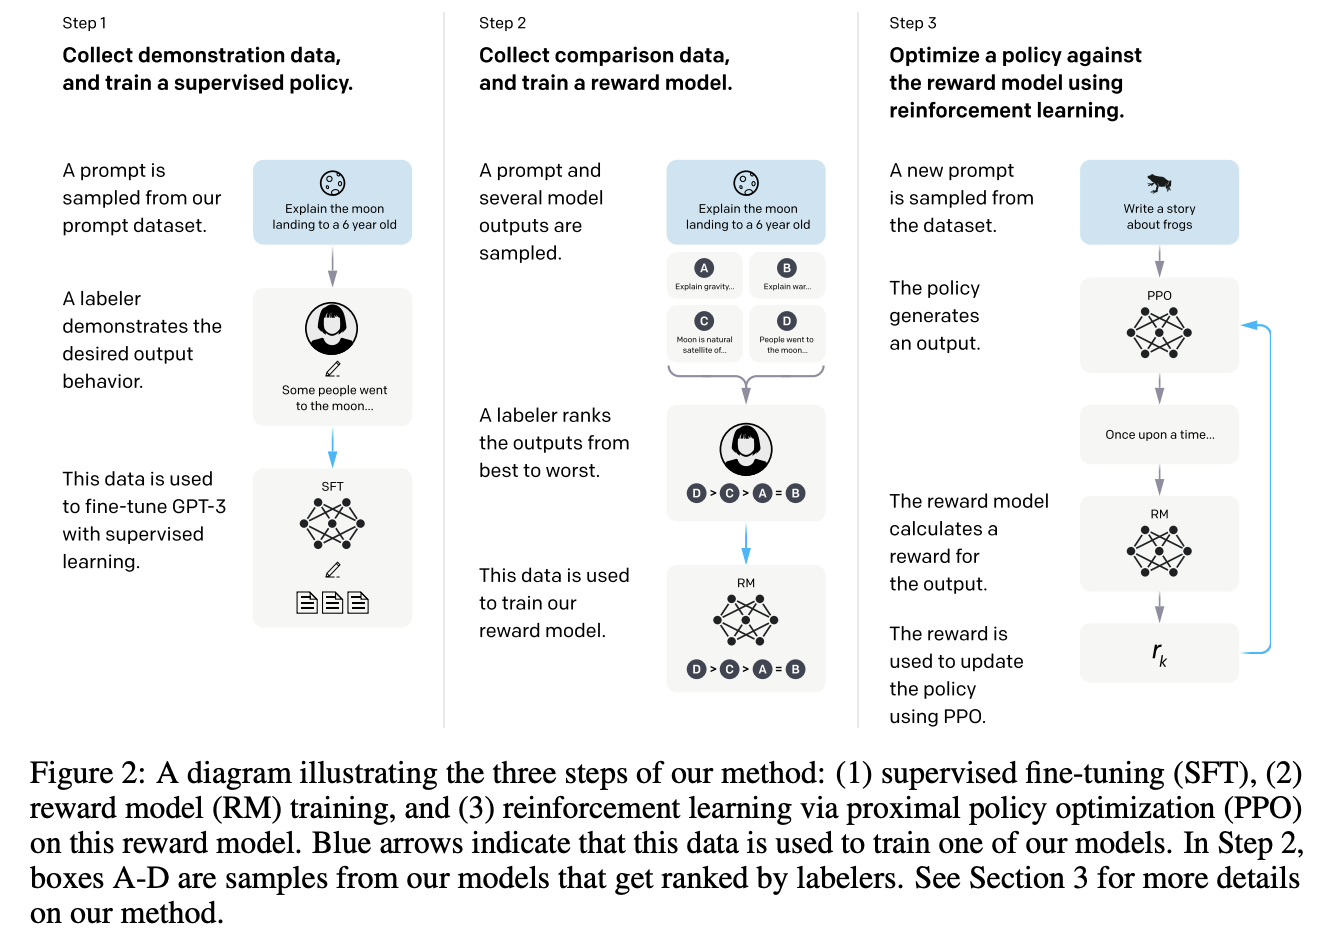 Step 1
Collect demonstration data,
and train a supervised policy.
A prompt is
sampled from our
prompt dataset.
Explain the moon
landing to a 6 year old
A labeler
demonstrates the
desired output
behavior.
Some people went
to the moon...
This data is used
to fine-tune GPT-3
with supervised
learning.
SFT
Step 2
Collect comparison data,
and train a reward model.
A prompt and
several model
outputs are
sampled.
Explain the moon
landing to a 6 year old
A
Explain gravity...
B
Explain war...
C
Moon is natural
satellite of...
D
People went to
the moon...
A labeler ranks
the outputs from
best to worst.
D > C > A = B
This data is used
to train our
reward model.
RM
D > C > A = B
Step 3
Optimize a policy against
the reward model using
reinforcement learning.
A new prompt
is sampled from
the dataset.
Write a story
about frogs
The policy
generates
an output.
PPO
Once upon a time...
The reward model
calculates a
reward for
the output.
RM
The reward is
used to update
the policy
using PPO.
rk
Figure 2: A diagram illustrating the three steps of our method: (1) supervised fine-tuning (SFT), (2)
reward model (RM) training, and (3) reinforcement learning via proximal policy optimization (PPO)
on this reward model. Blue arrows indicate that this data is used to train one of our models. In Step 2,
boxes A-D are samples from our models that get ranked by labelers. See Section 3 for more details
on our method.